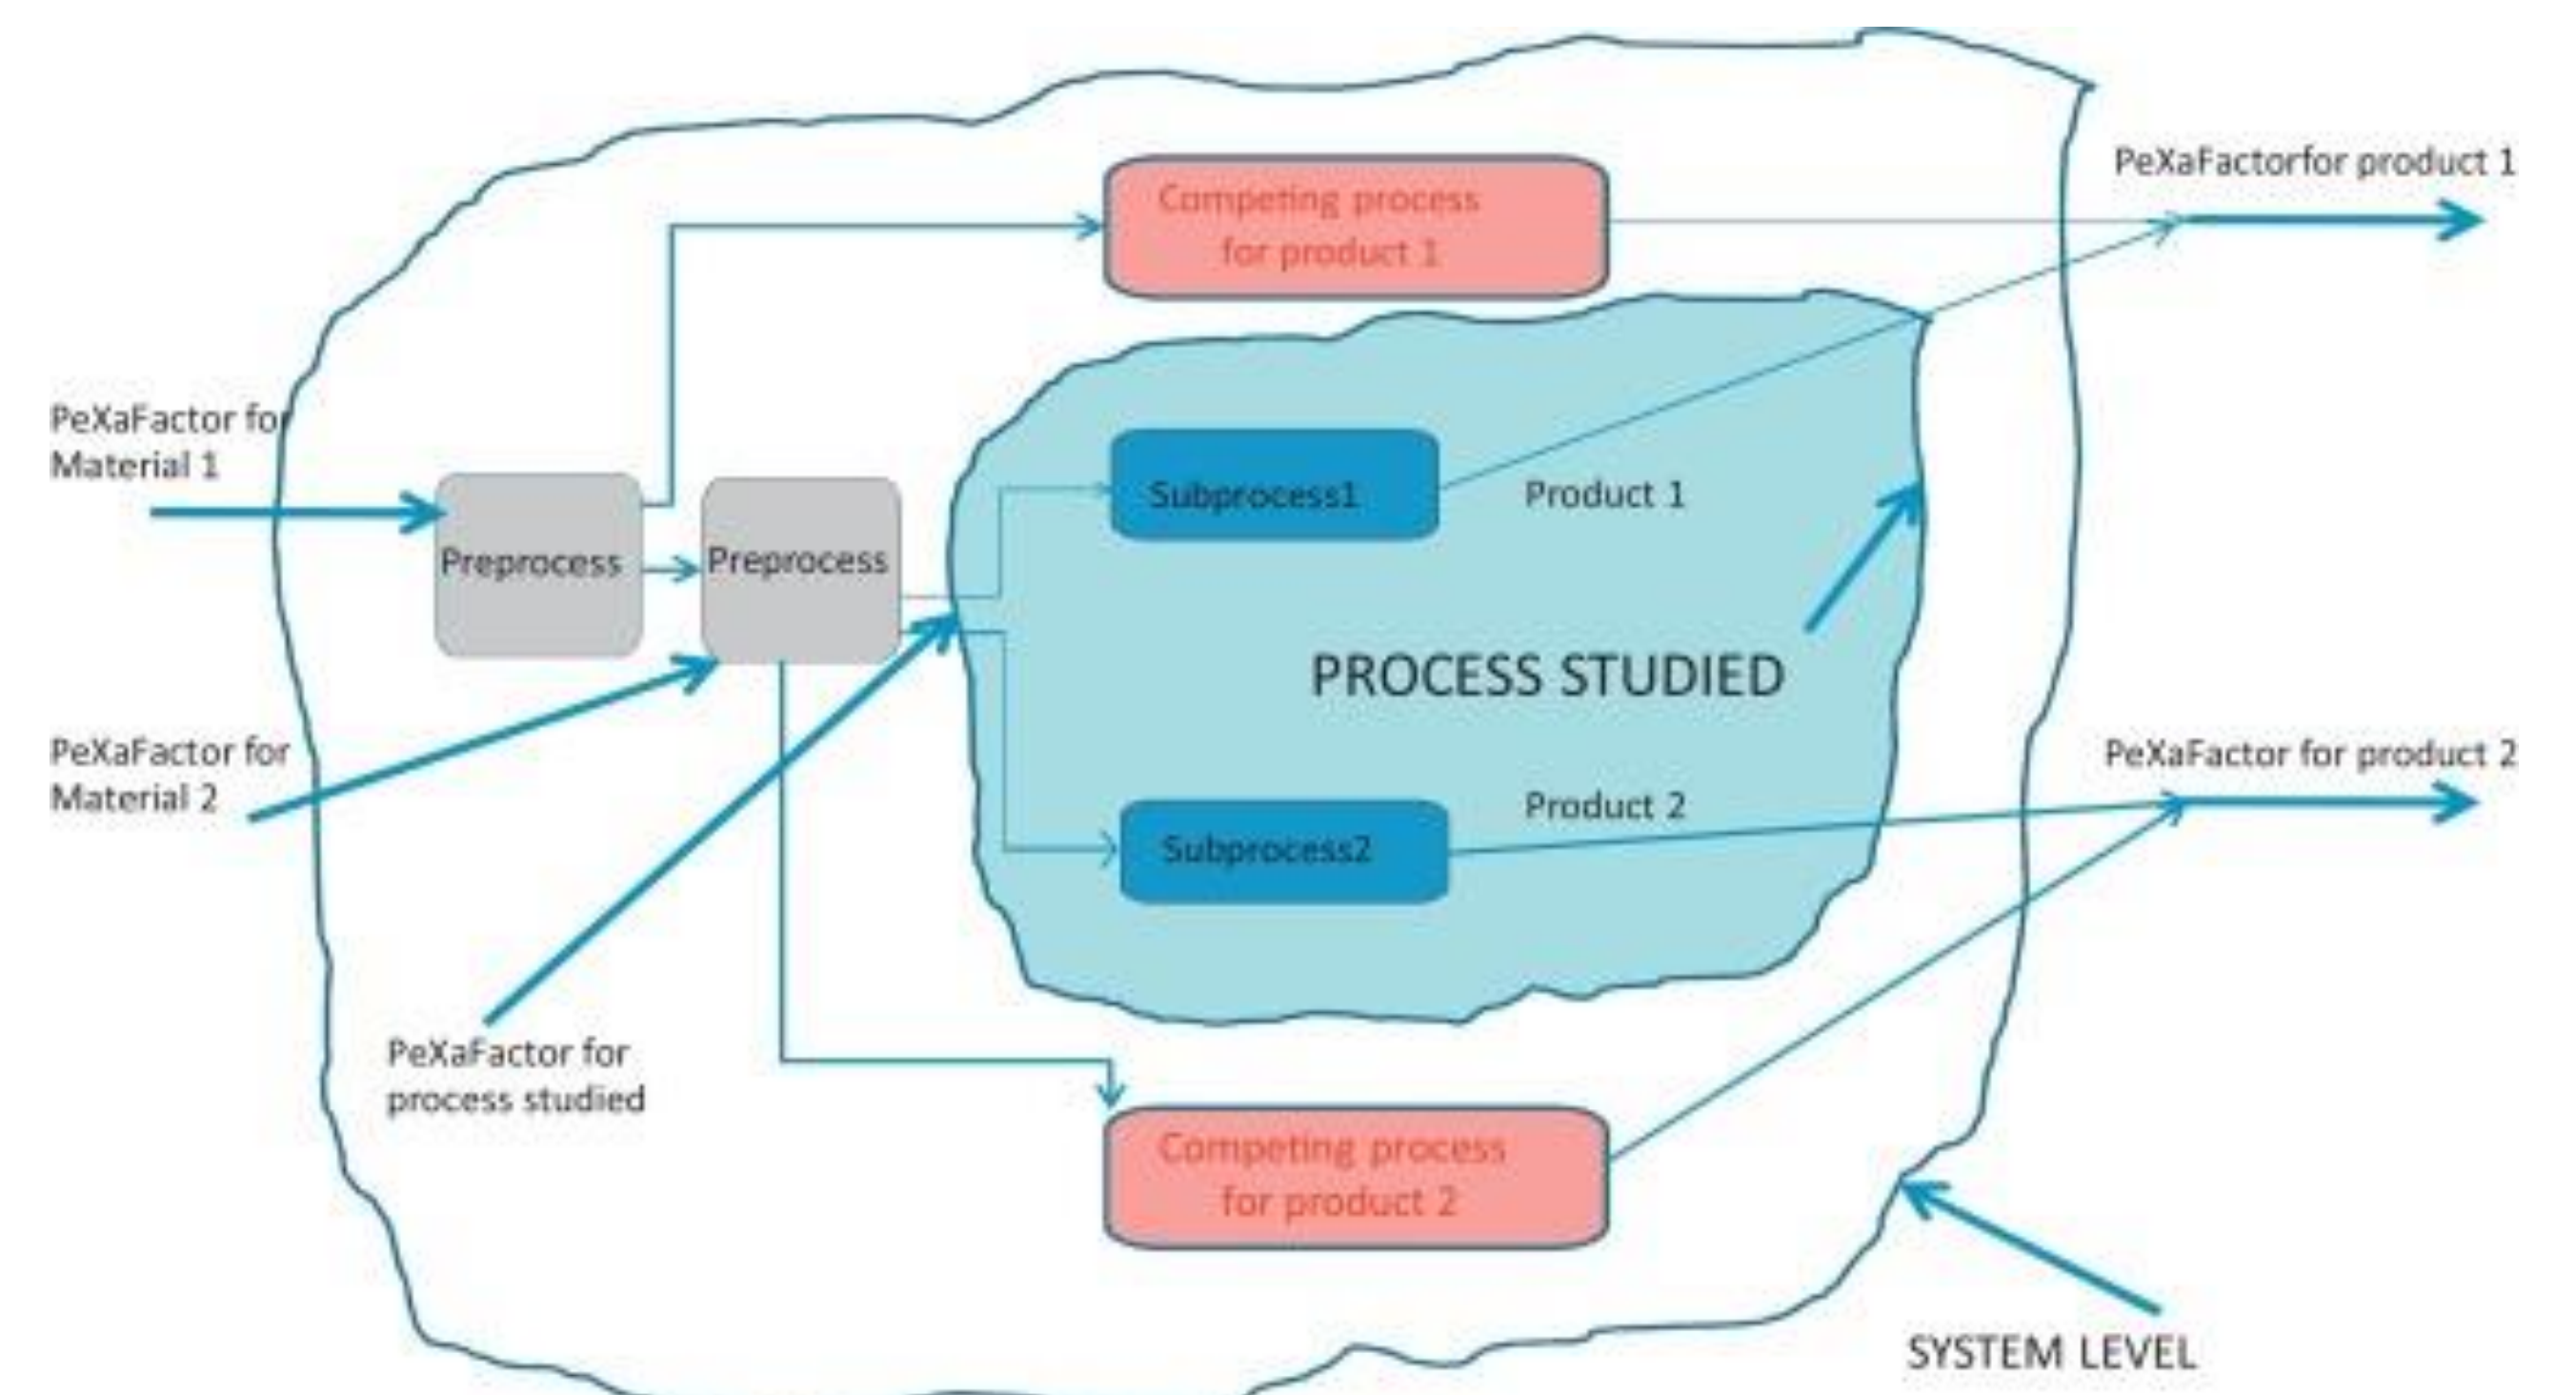 Competing process
for product 1
PeXaFactorfor product 1
PeXaFactor for
Material 1
Preprocess
Preprocess
Subprocess1
Product 1
PROCESS STUDIED
PeXaFactor for
Material 2
PeXaFactor for product 2
Product 2
Subprocess2
PeXaFactor for
process studied
Competing process
for product 2
SYSTEM LEVEL